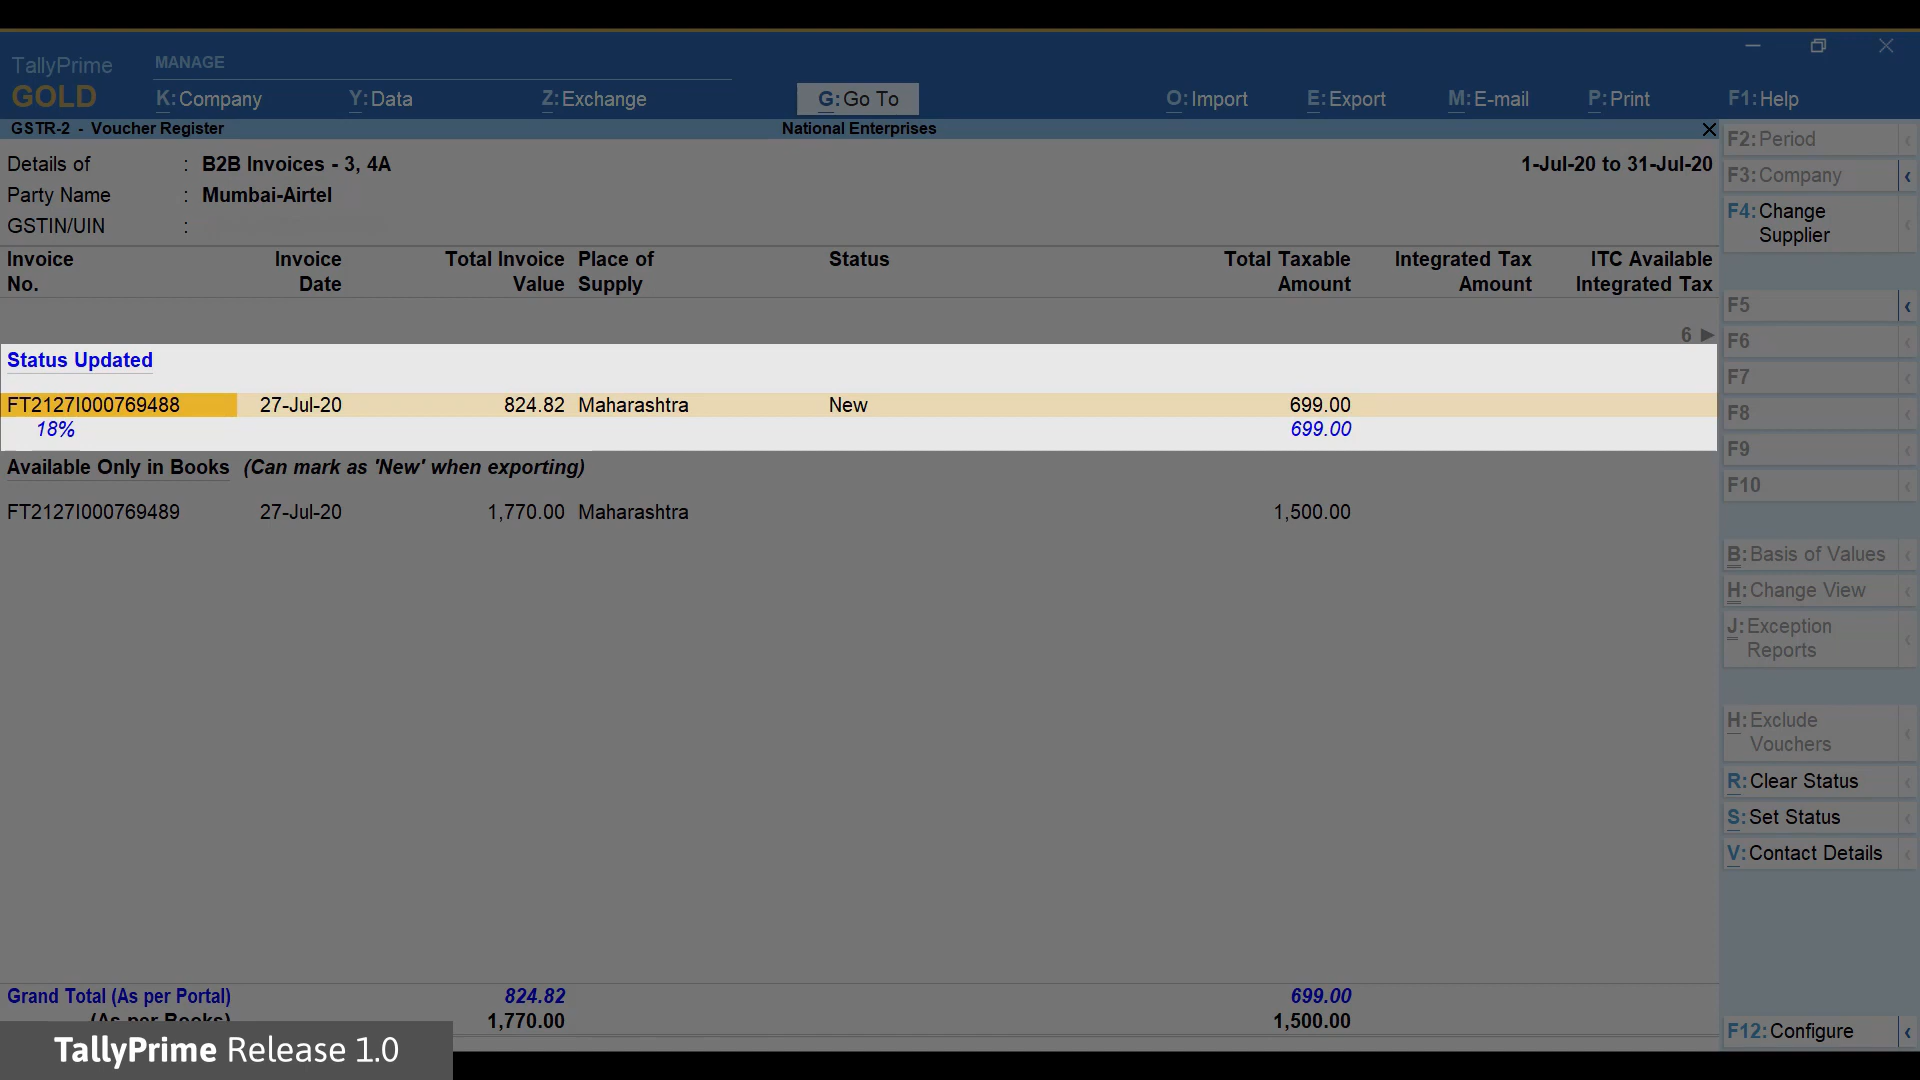 TallyPrime
GOLD
MANAGE
K:Company Y:Data Z:Exchange G:Go To O:Import E:Export M:E-mail P:Print F1:Help
GSTR-2 - Voucher Register National Enterprises
Details of : B2B Invoices - 3, 4A 1-Jul-20 to 31-Jul-20
Party Name : Mumbai-Airtel
GSTIN/UIN :
Invoice Invoice Total Invoice Place of Status Total Taxable Integrated Tax ITC Available
No. Date Value Supply Amount Amount Integrated Tax
6
Status Updated
FT2127I000769488 27-Jul-20 824.82 Maharashtra New 699.00
18% 699.00
Available Only in Books (Can mark as 'New' when exporting)
FT2127I000769489 27-Jul-20 1,770.00 Maharashtra 1,500.00
Grand Total (As per Portal) 824.82 699.00
(As per Books) 1,770.00 1,500.00
F2:Period
F3:Company
F4:Change
Supplier
F5
F6
F7
F8
F9
F10
B:Basis of Values
H:Change View
J:Exception
Reports
H:Exclude
Vouchers
R:Clear Status
S:Set Status
V:Contact Details
F12:Configure
TallyPrime Release 1.0